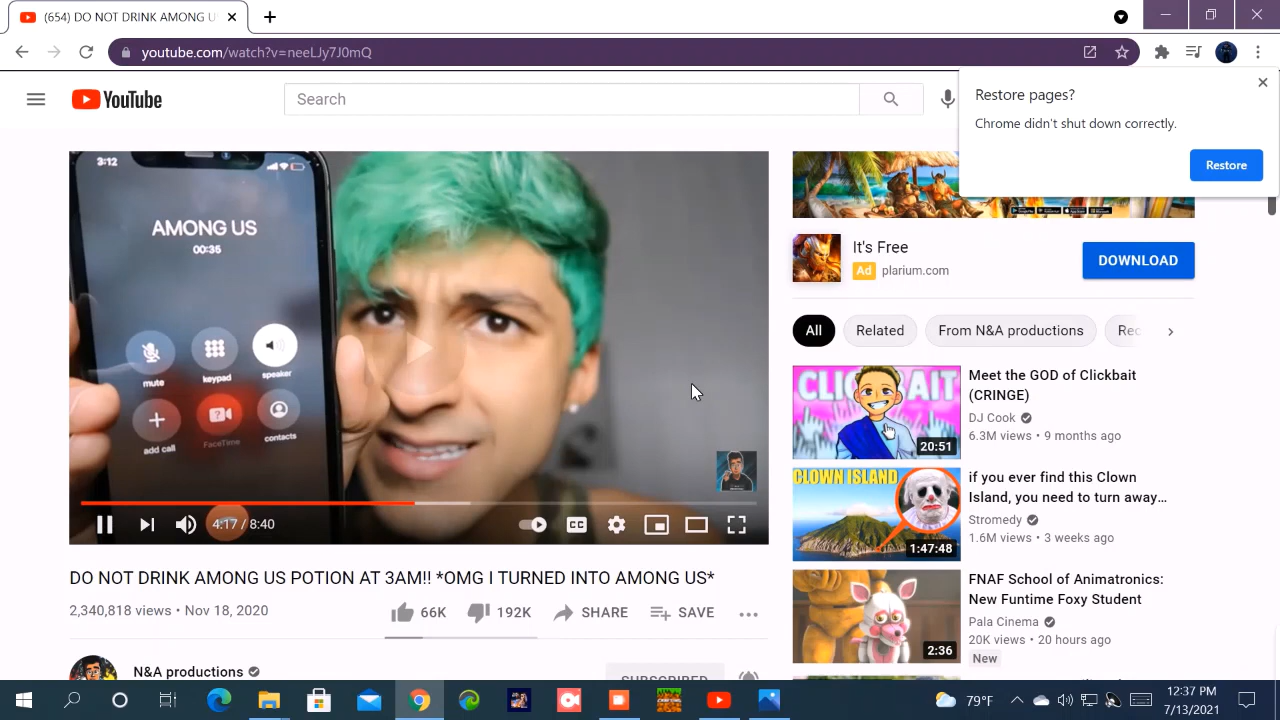 (654) DO NOT DRINK AMONG U
youtube.com/watch?v=neeLJy7J0mQ
YouTube
Search
Restore pages?
Chrome didn't shut down correctly.
Restore
3:12
AMONG US
00:35
mute
keypad
speaker
add call
FaceTime
contacts
4:17 / 8:40
CC
DO NOT DRINK AMONG US POTION AT 3AM!! *OMG I TURNED INTO AMONG US*
2,340,818 views • Nov 18, 2020
66K
192K
SHARE
SAVE
N&A productions
SUBSCRIBED
It's Free
Ad plarium.com
DOWNLOAD
All
Related
From N&A productions
Rec
CLICKBAIT
20:51
Meet the GOD of Clickbait
(CRINGE)
DJ Cook
6.3M views • 9 months ago
CLOWN ISLAND
1:47:48
if you ever find this Clown
Island, you need to turn away...
Stromedy
1.6M views • 3 weeks ago
2:36
FNAF School of Animatronics:
New Funtime Foxy Student
Pala Cinema
20K views • 20 hours ago
New
79°F
12:37 PM
7/13/2021